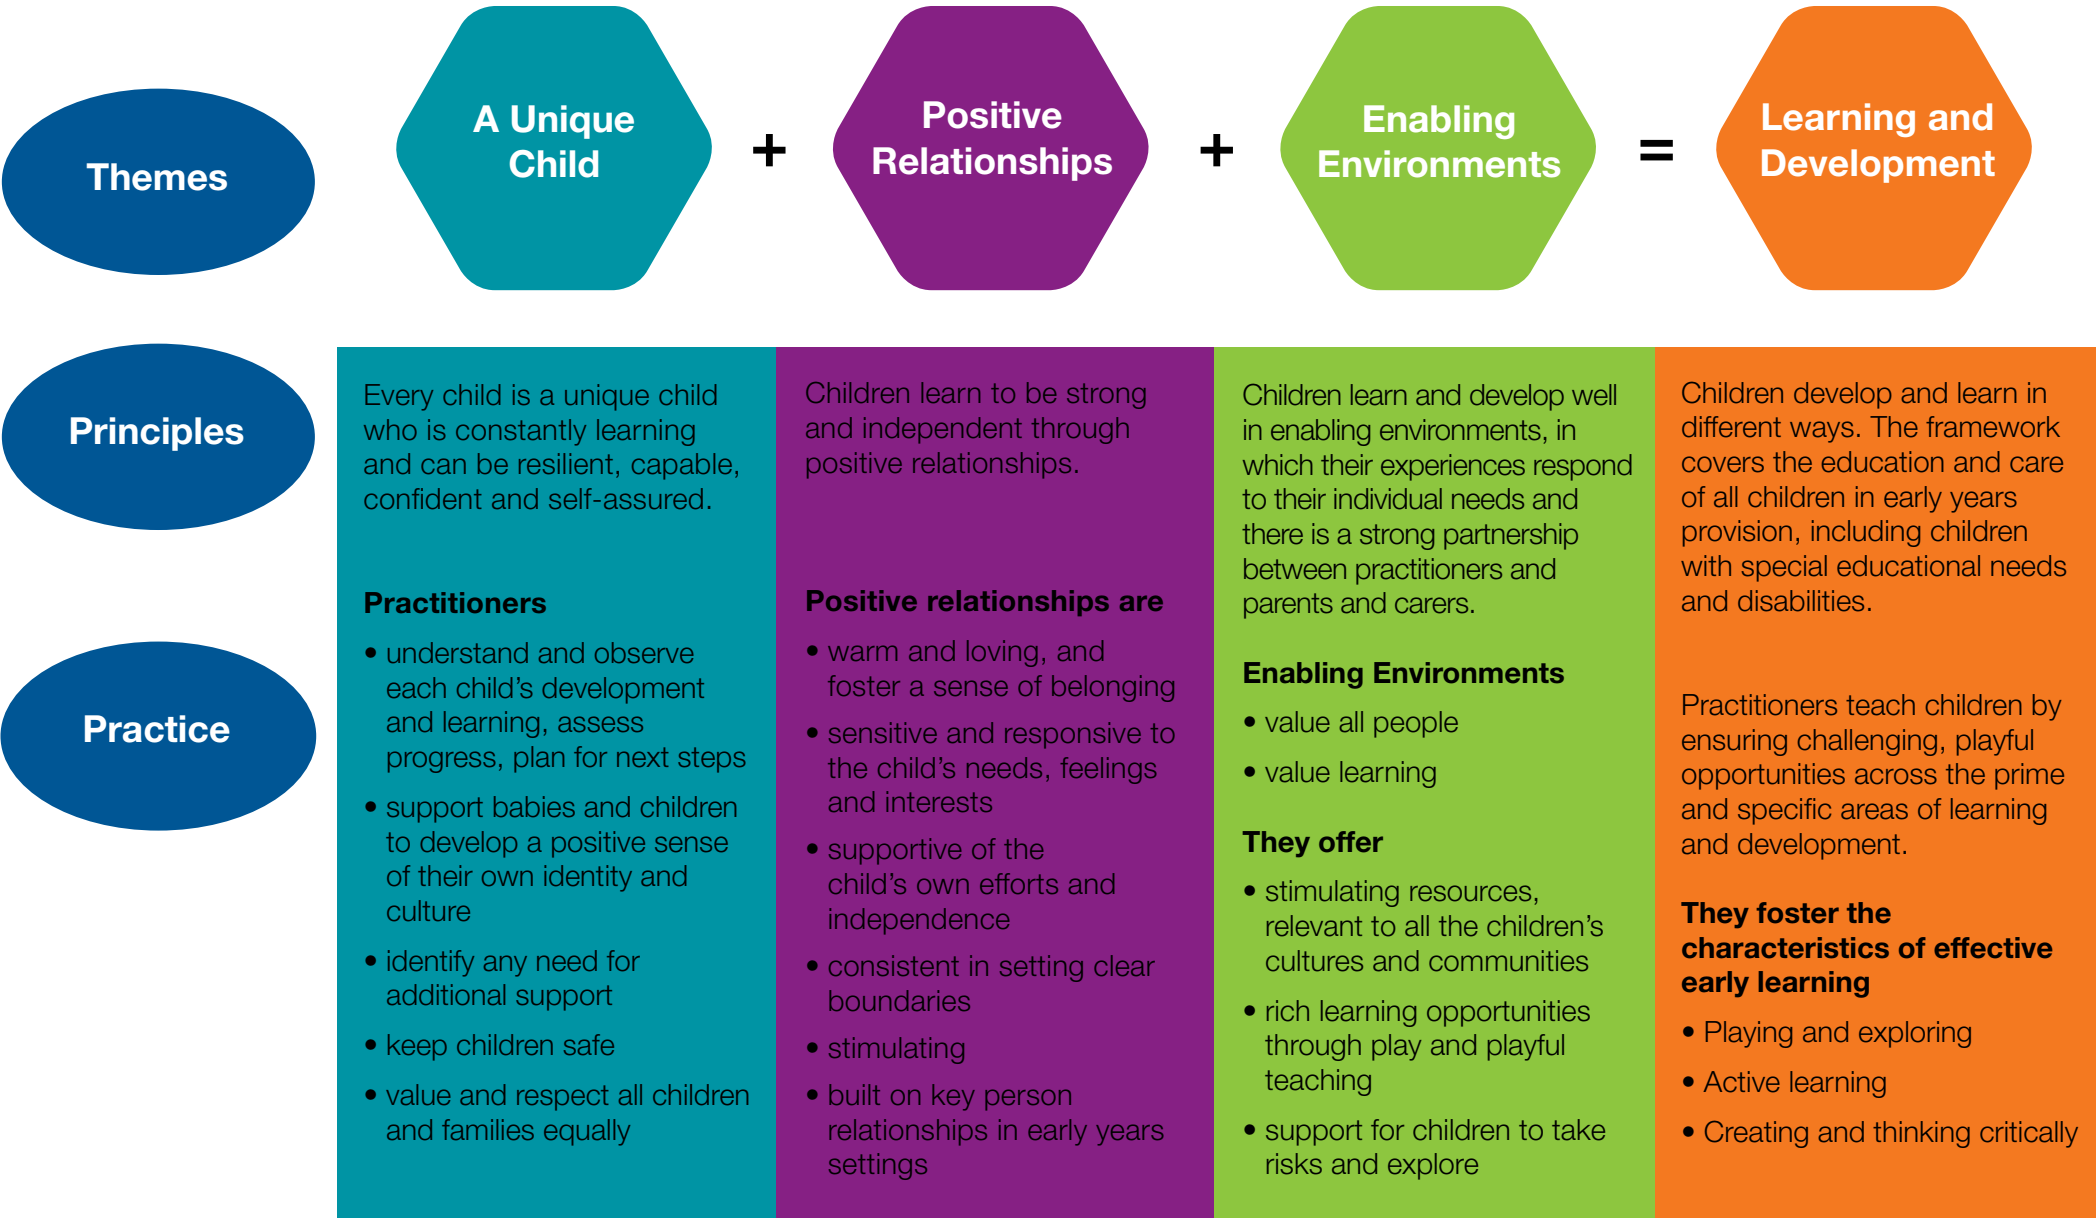 Themes
A Unique
Child
+
Positive
Relationships
+
Enabling
Environments
=
Learning and
Development
Principles
Every child is a unique child
who is constantly learning
and can be resilient, capable,
confident and self-assured.
Children learn to be strong
and independent through
positive relationships.
Children learn and develop well
in enabling environments, in
which their experiences respond
to their individual needs and
there is a strong partnership
between practitioners and
parents and carers.
Children develop and learn in
different ways. The framework
covers the education and care
of all children in early years
provision, including children
with special educational needs
and disabilities.
Practice
Practitioners
• understand and observe
each child’s development
and learning, assess
progress, plan for next steps
• support babies and children
to develop a positive sense
of their own identity and
culture
• identify any need for
additional support
• keep children safe
• value and respect all children
and families equally
Positive relationships are
• warm and loving, and
foster a sense of belonging
• sensitive and responsive to
the child’s needs, feelings
and interests
• supportive of the
child’s own efforts and
independence
• consistent in setting clear
boundaries
• stimulating
• built on key person
relationships in early years
settings
Enabling Environments
• value all people
• value learning
They offer
• stimulating resources,
relevant to all the children’s
cultures and communities
• rich learning opportunities
through play and playful
teaching
• support for children to take
risks and explore
Practitioners teach children by
ensuring challenging, playful
opportunities across the prime
and specific areas of learning
and development.
They foster the
characteristics of effective
early learning
• Playing and exploring
• Active learning
• Creating and thinking critically